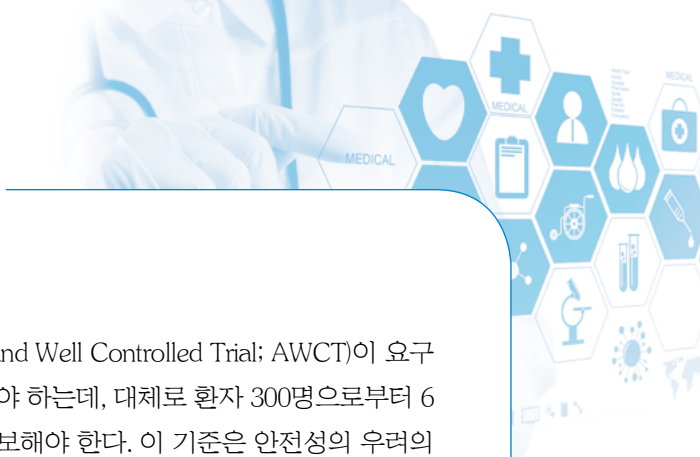 MEDICAL
MEDICAL
MEDICAL
nd Well Controlled Trial; AWCT)이 요구
야 하는데, 대체로 환자 300명으로부터 6
보해야 한다. 이 기준은 안전성의 우려의